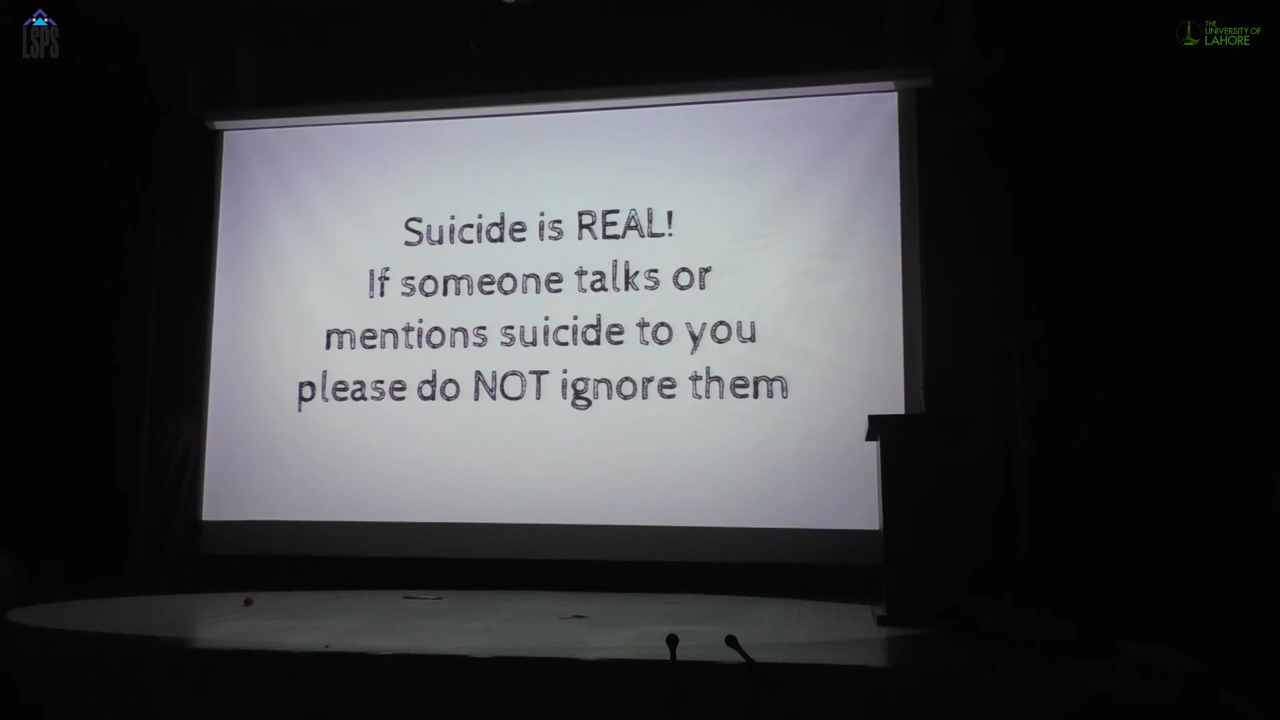 LSPS
THE
UNIVERSITY OF
LAHORE
Suicide is REAL!
If someone talks or
mentions suicide to you
please do NOT ignore them